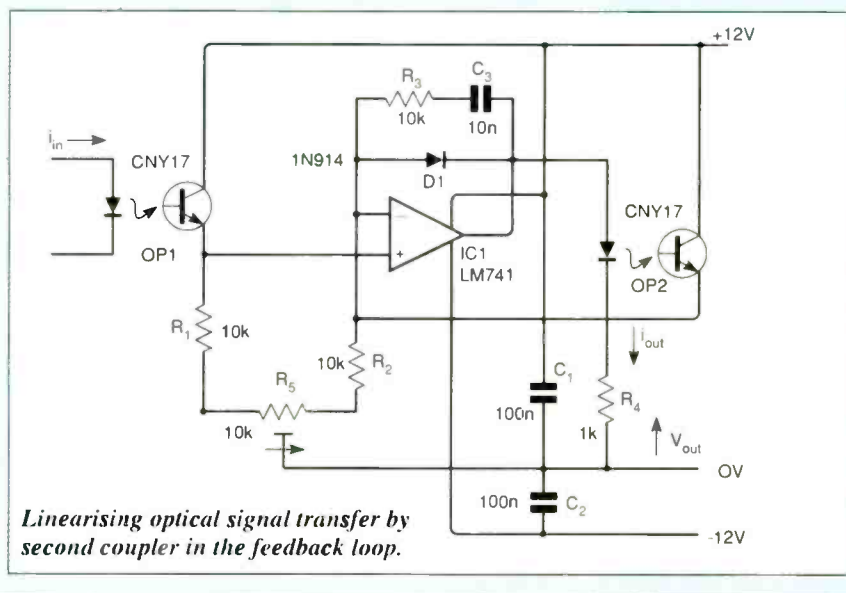 +12V
R3
C3
10k
10n
iin
CNY17
1N914
D1
CNY17
−
+
IC1
LM741
OP1
OP2
R1
10k
10k
R2
iout
R5
C1
10k
100n
R4
1k
Vout
0V
100n
C2
-12V
Linearising optical signal transfer by
second coupler in the feedback loop.